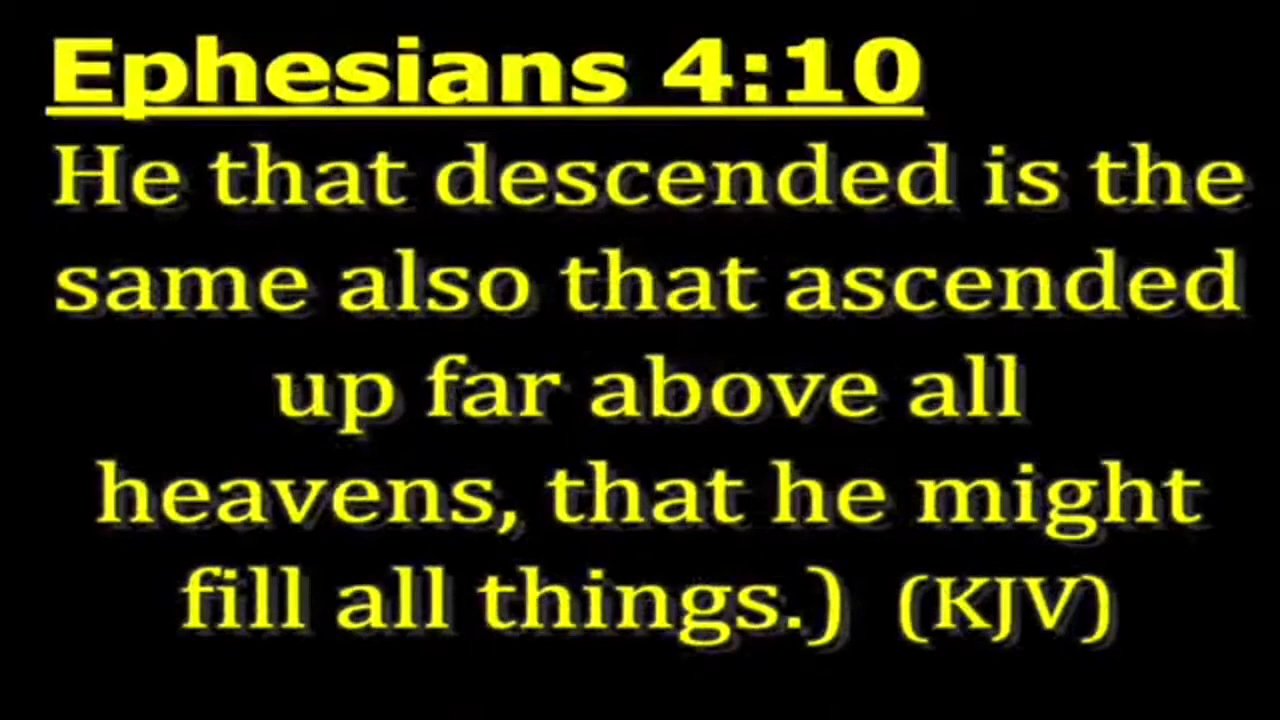 Ephesians 4:10
He that descended is the
same also that ascended
up far above all
heavens, that he might
fill all things.) (KJV)